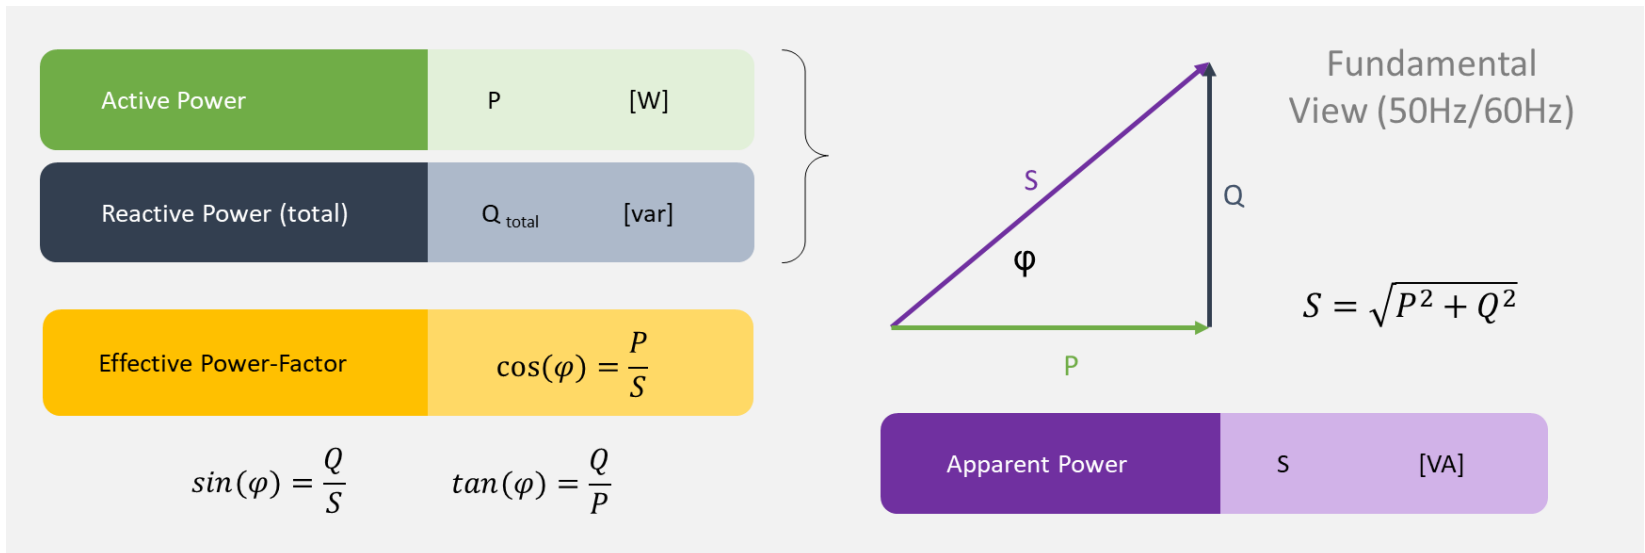 Active Power P [W]
Reactive Power (total) Q total [var]
Effective Power-Factor cos(φ) = P/S
sin(φ) = Q/S tan(φ) = Q/P
Fundamental
View (50Hz/60Hz)
S
Q
φ
P
S = √(P² + Q²)
Apparent Power S [VA]